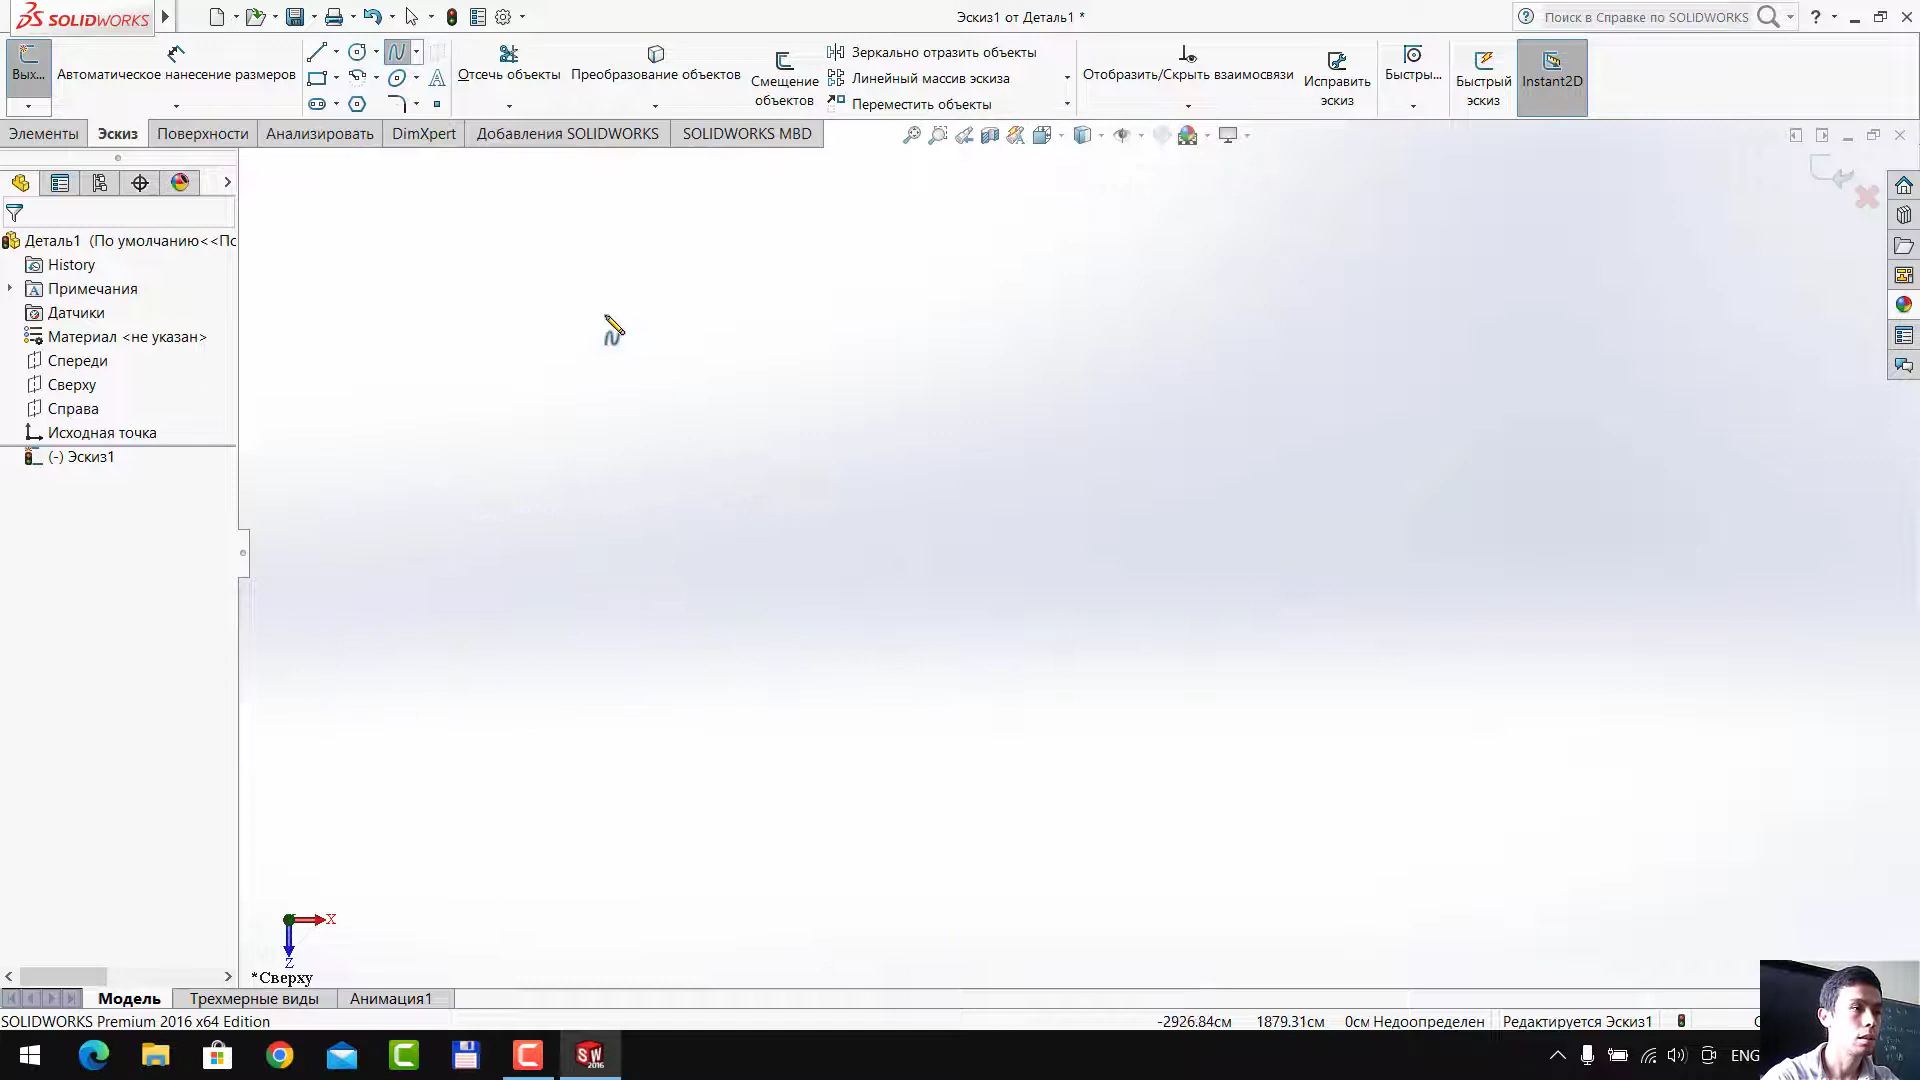 SOLIDWORKS
Эскиз1 от Деталь1 *
Поиск в Справке по SOLIDWORKS
?
Вых...
Автоматическое нанесение размеров
Отсечь объекты
Преобразование объектов
Смещение объектов
Зеркально отразить объекты
Линейный массив эскиза
Переместить объекты
Отобразить/Скрыть взаимосвязи
Исправить эскиз
Быстры...
Быстрый эскиз
Instant2D
Элементы
Эскиз
Поверхности
Анализировать
DimXpert
Добавления SOLIDWORKS
SOLIDWORKS MBD
Деталь1 (По умолчанию<<По
History
Примечания
Датчики
Материал <не указан>
Спереди
Сверху
Справа
Исходная точка
(-) Эскиз1
X
Z
*Сверху
Модель
Трехмерные виды
Анимация1
SOLIDWORKS Premium 2016 x64 Edition
-2926.84см
1879.31см
0см Недоопределен
Редактируется Эскиз1
SW
2016
ENG